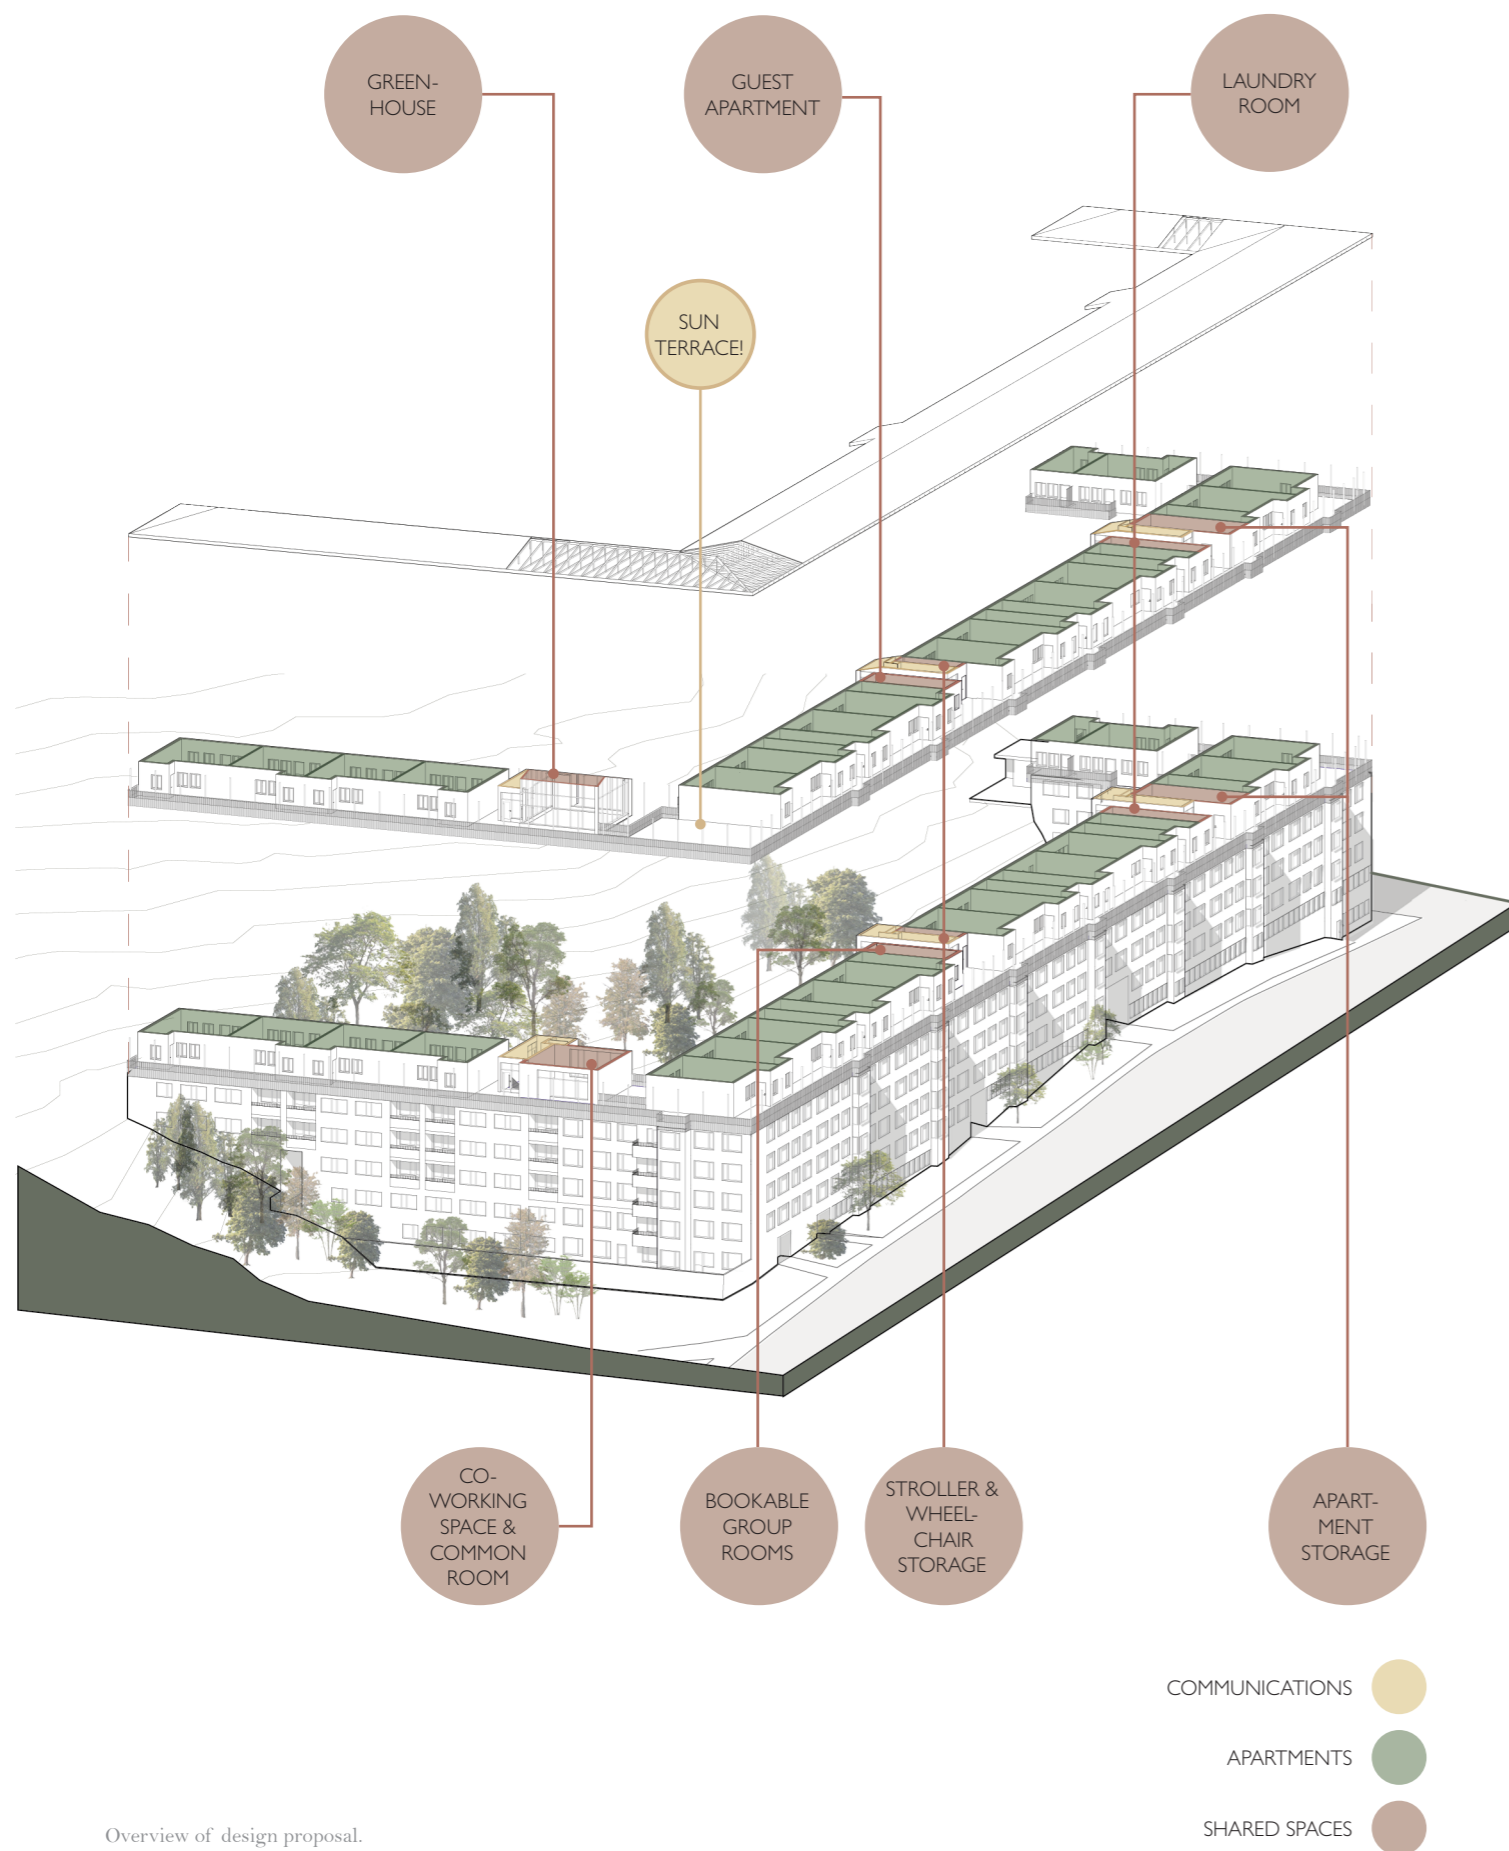 GREEN-
HOUSE
GUEST
APARTMENT
LAUNDRY
ROOM
SUN
TERRACE!
CO-
WORKING
SPACE &
COMMON
ROOM
BOOKABLE
GROUP
ROOMS
STROLLER &
WHEEL-
CHAIR
STORAGE
APART-
MENT
STORAGE
COMMUNICATIONS
APARTMENTS
SHARED SPACES
Overview of design proposal.